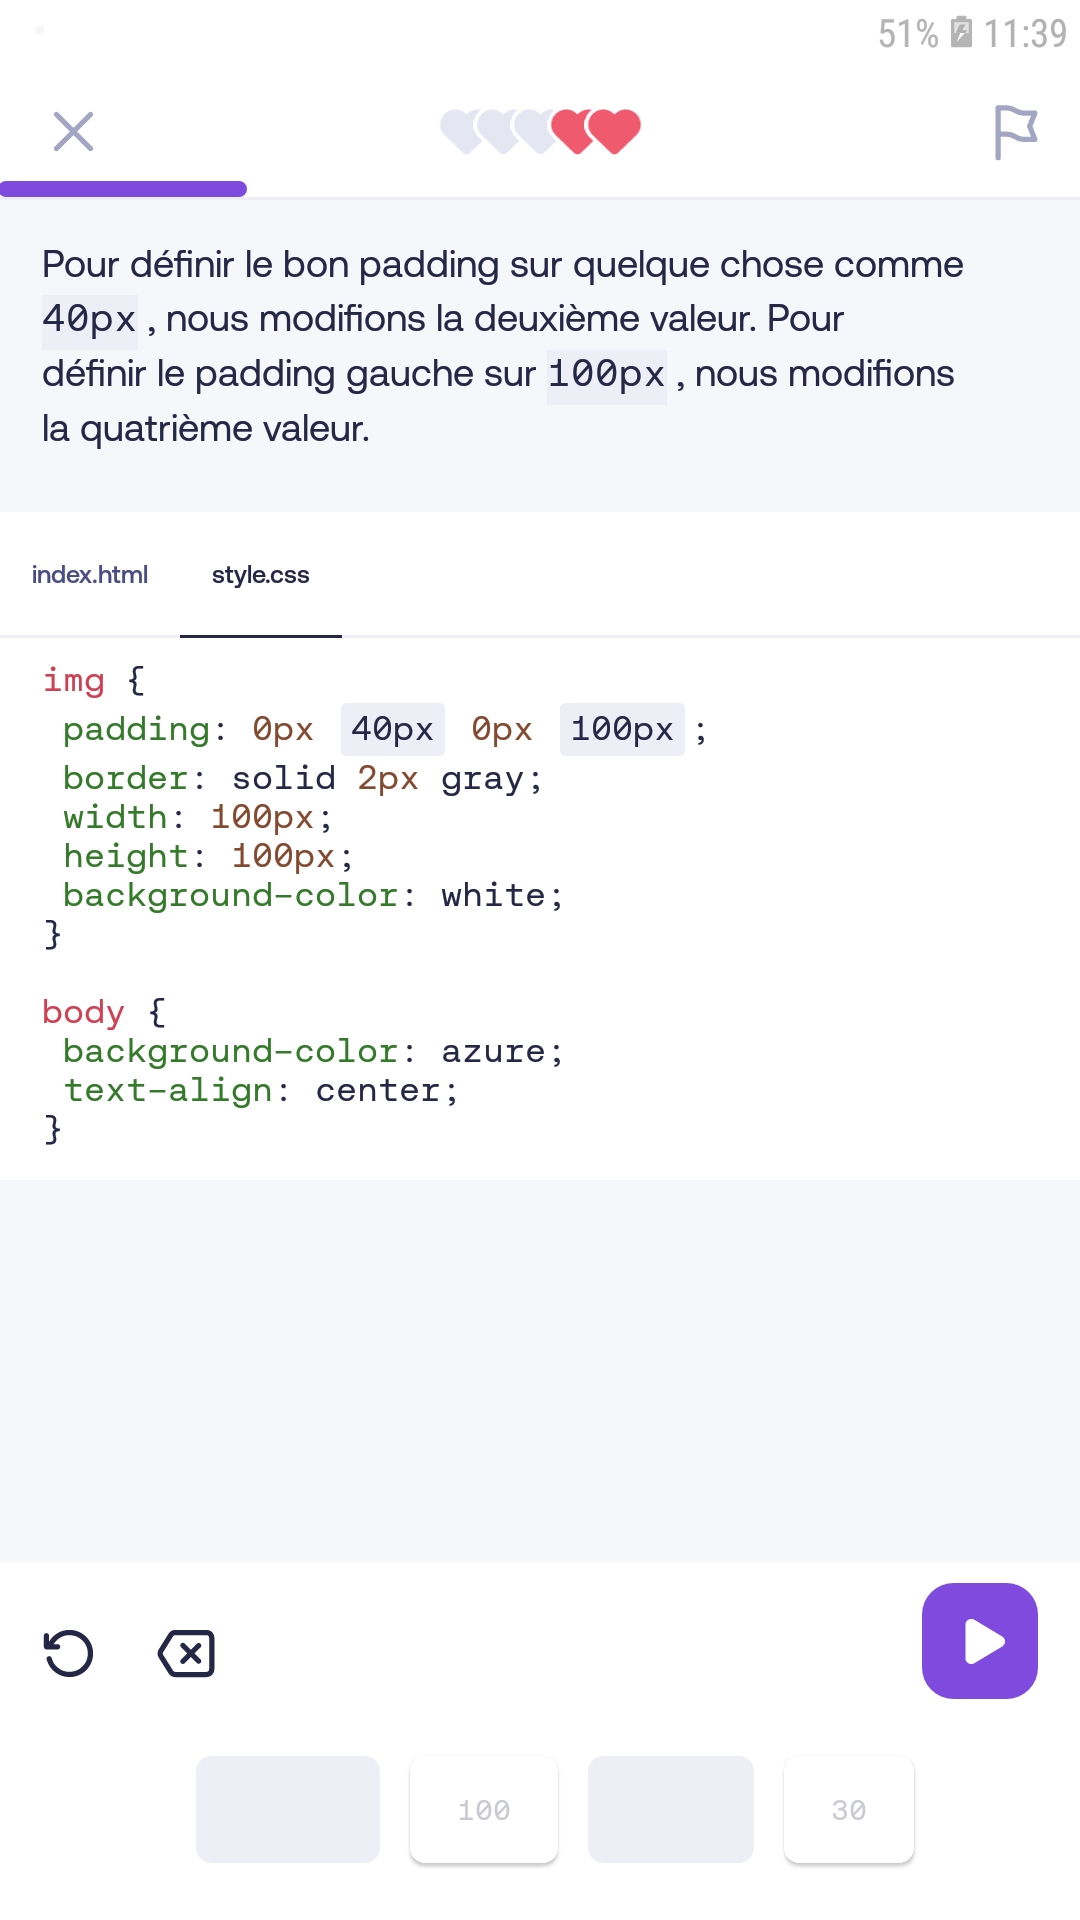 51% 11:39
Pour définir le bon padding sur quelque chose comme
40px , nous modifions la deuxième valeur. Pour
définir le padding gauche sur 100px , nous modifions
la quatrième valeur.
index.html style.css
img {
padding: 0px 40px 0px 100px ;
border: solid 2px gray;
width: 100px;
height: 100px;
background-color: white;
}
body {
background-color: azure;
text-align: center;
}
100 30